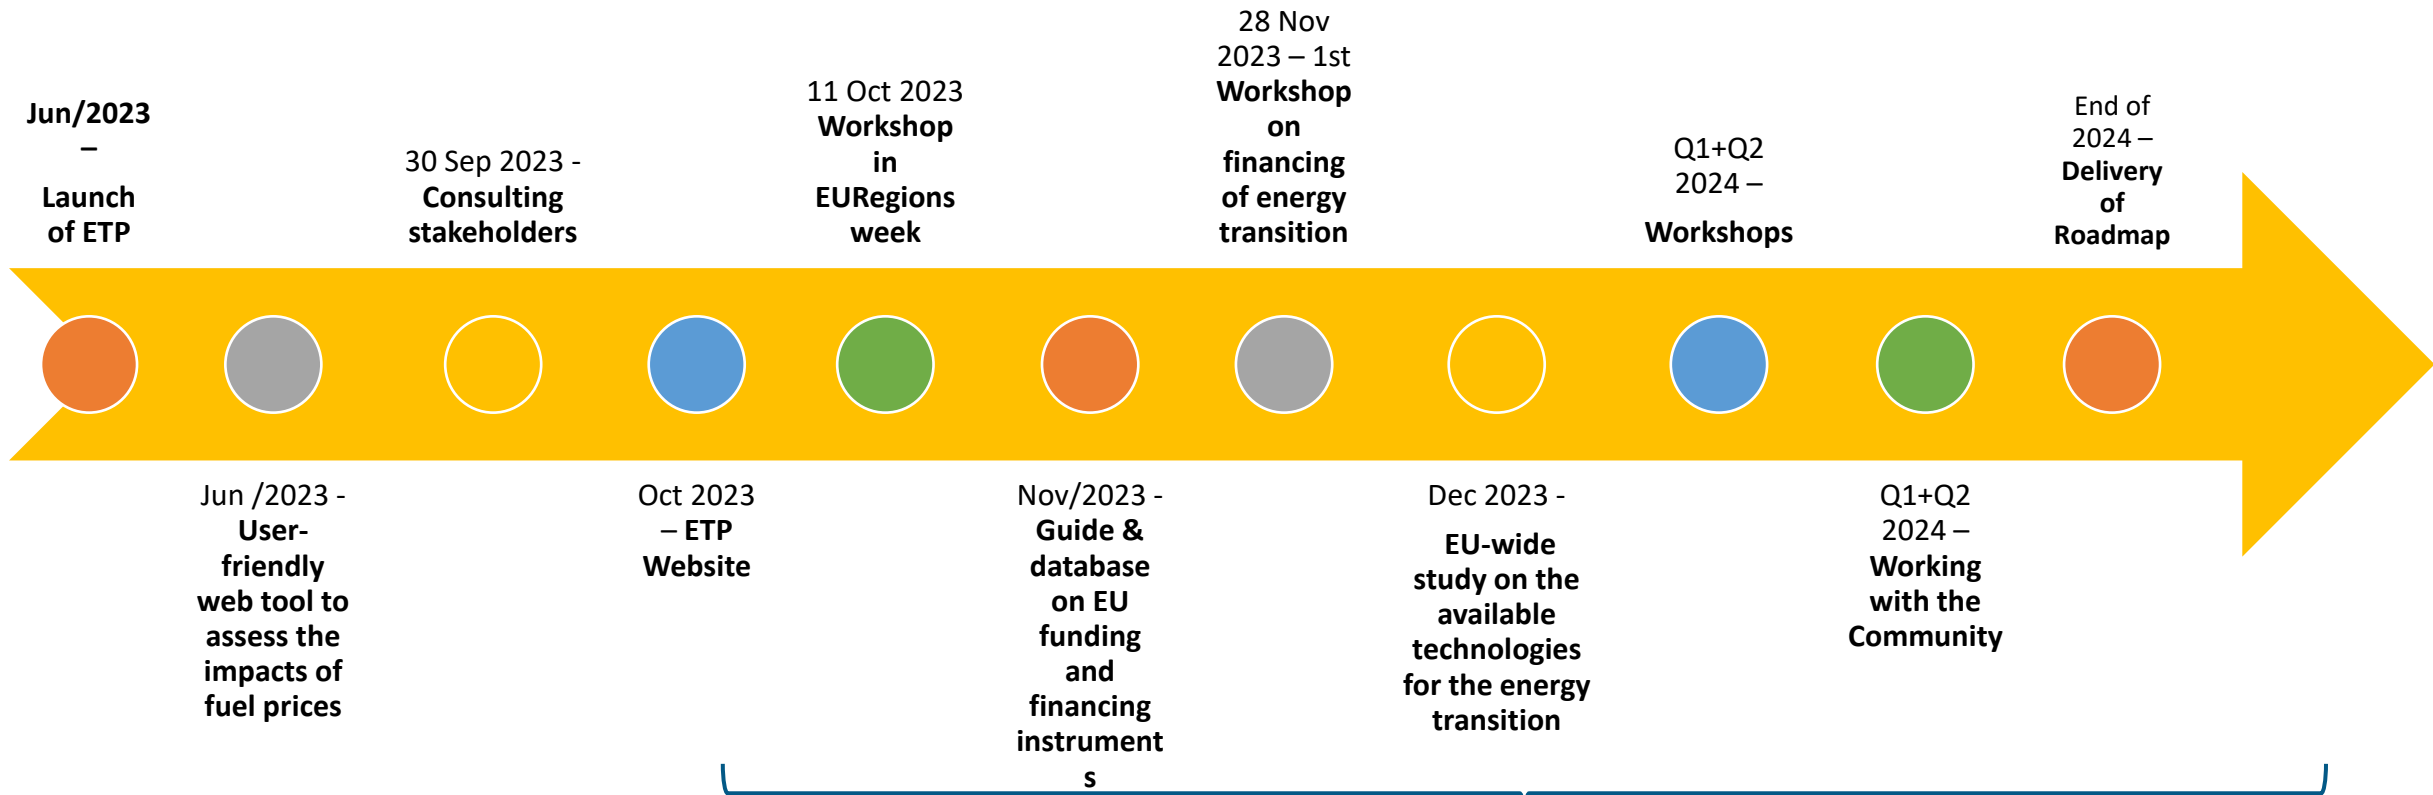 Jun/2023
–
Launch
of ETP
Jun /2023 -
User-
friendly
web tool to
assess the
impacts of
fuel prices
30 Sep 2023 -
Consulting
stakeholders
Oct 2023
– ETP
Website
11 Oct 2023
Workshop
in
EURegions
week
Nov/2023 -
Guide &
database
on EU
funding
and
financing
instrument
s
28 Nov
2023 – 1st
Workshop
on
financing
of energy
transition
Dec 2023 -
EU-wide
study on the
available
technologies
for the energy
transition
Q1+Q2
2024 –
Workshops
Q1+Q2
2024 –
Working
with the
Community
End of
2024 –
Delivery
of
Roadmap